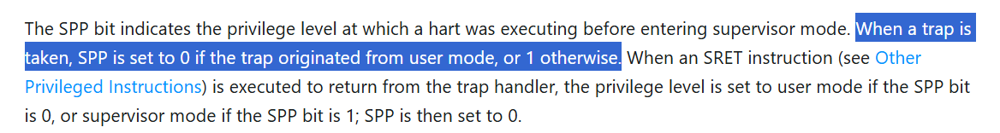 The SPP bit indicates the privilege level at which a hart was executing before entering supervisor mode. When a trap is
taken, SPP is set to 0 if the trap originated from user mode, or 1 otherwise. When an SRET instruction (see Other
Privileged Instructions) is executed to return from the trap handler, the privilege level is set to user mode if the SPP bit
is 0, or supervisor mode if the SPP bit is 1; SPP is then set to 0.